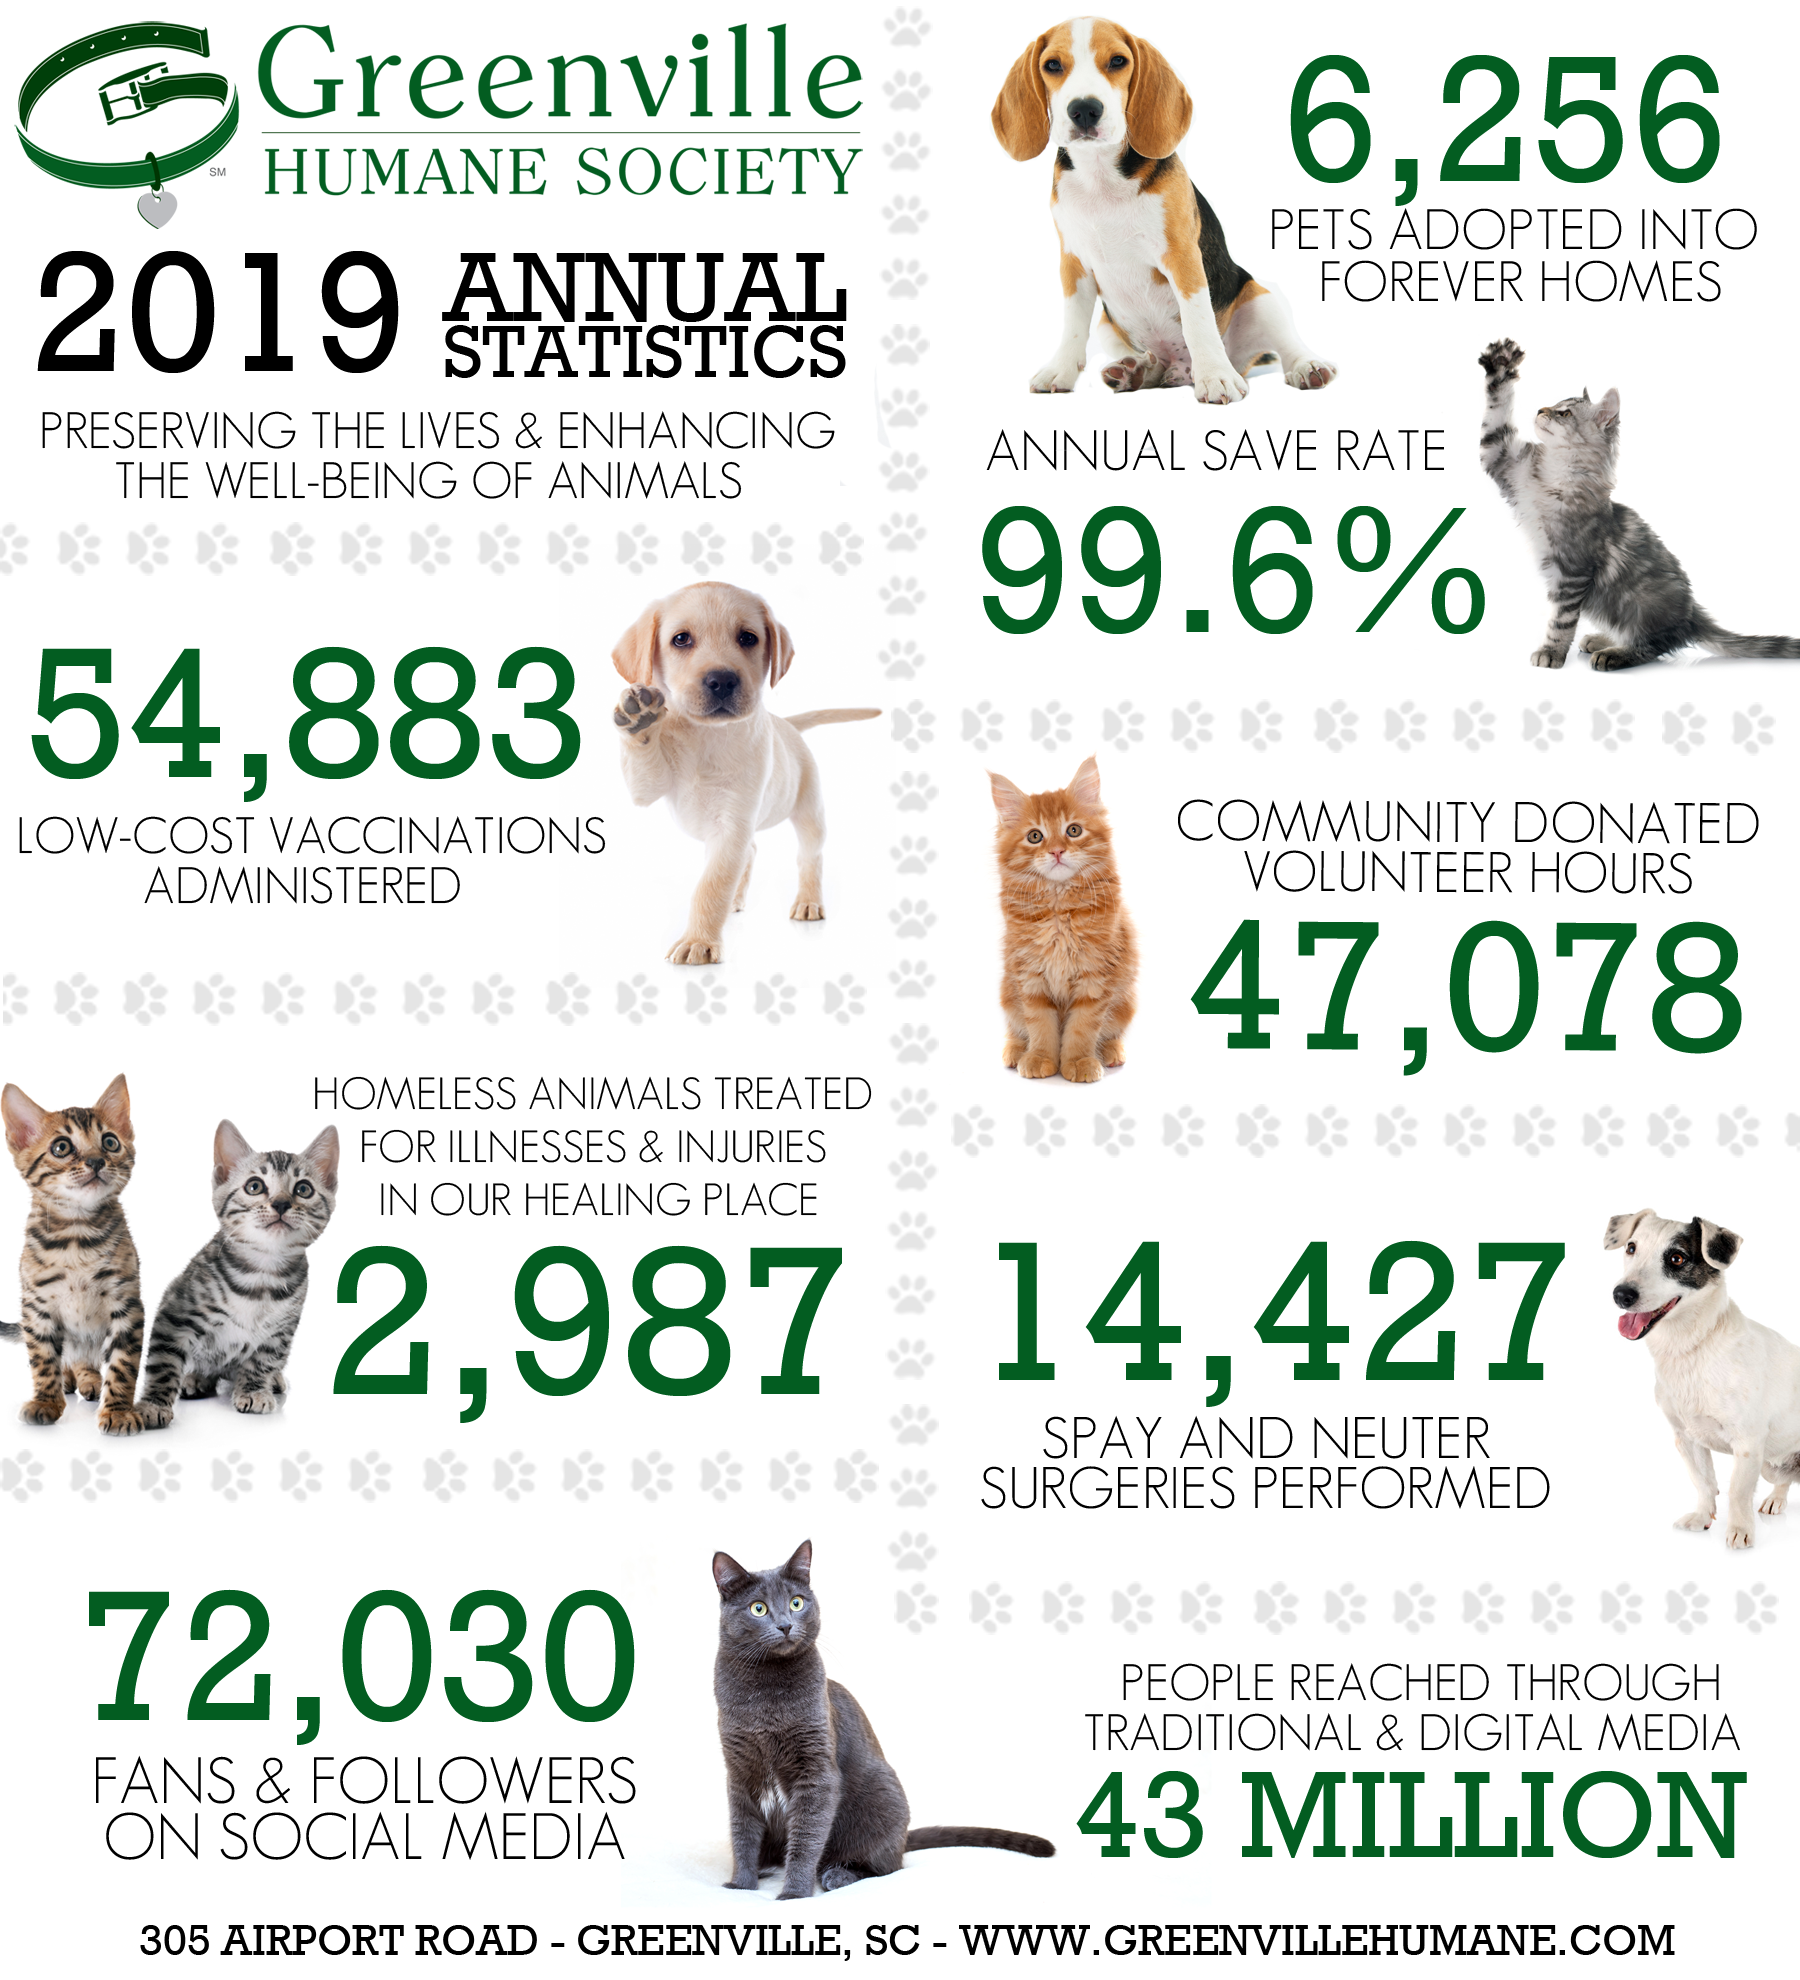 Greenville
HUMANE SOCIETY
SM
2019 ANNUAL
STATISTICS
PRESERVING THE LIVES & ENHANCING
THE WELL-BEING OF ANIMALS
6,256
PETS ADOPTED INTO
FOREVER HOMES
ANNUAL SAVE RATE
99.6%
54,883
LOW-COST VACCINATIONS
ADMINISTERED
COMMUNITY DONATED
VOLUNTEER HOURS
47,078
HOMELESS ANIMALS TREATED
FOR ILLNESSES & INJURIES
IN OUR HEALING PLACE
2,987
14,427
SPAY AND NEUTER
SURGERIES PERFORMED
72,030
FANS & FOLLOWERS
ON SOCIAL MEDIA
PEOPLE REACHED THROUGH
TRADITIONAL & DIGITAL MEDIA
43 MILLION
305 AIRPORT ROAD - GREENVILLE, SC - WWW.GREENVILLEHUMANE.COM